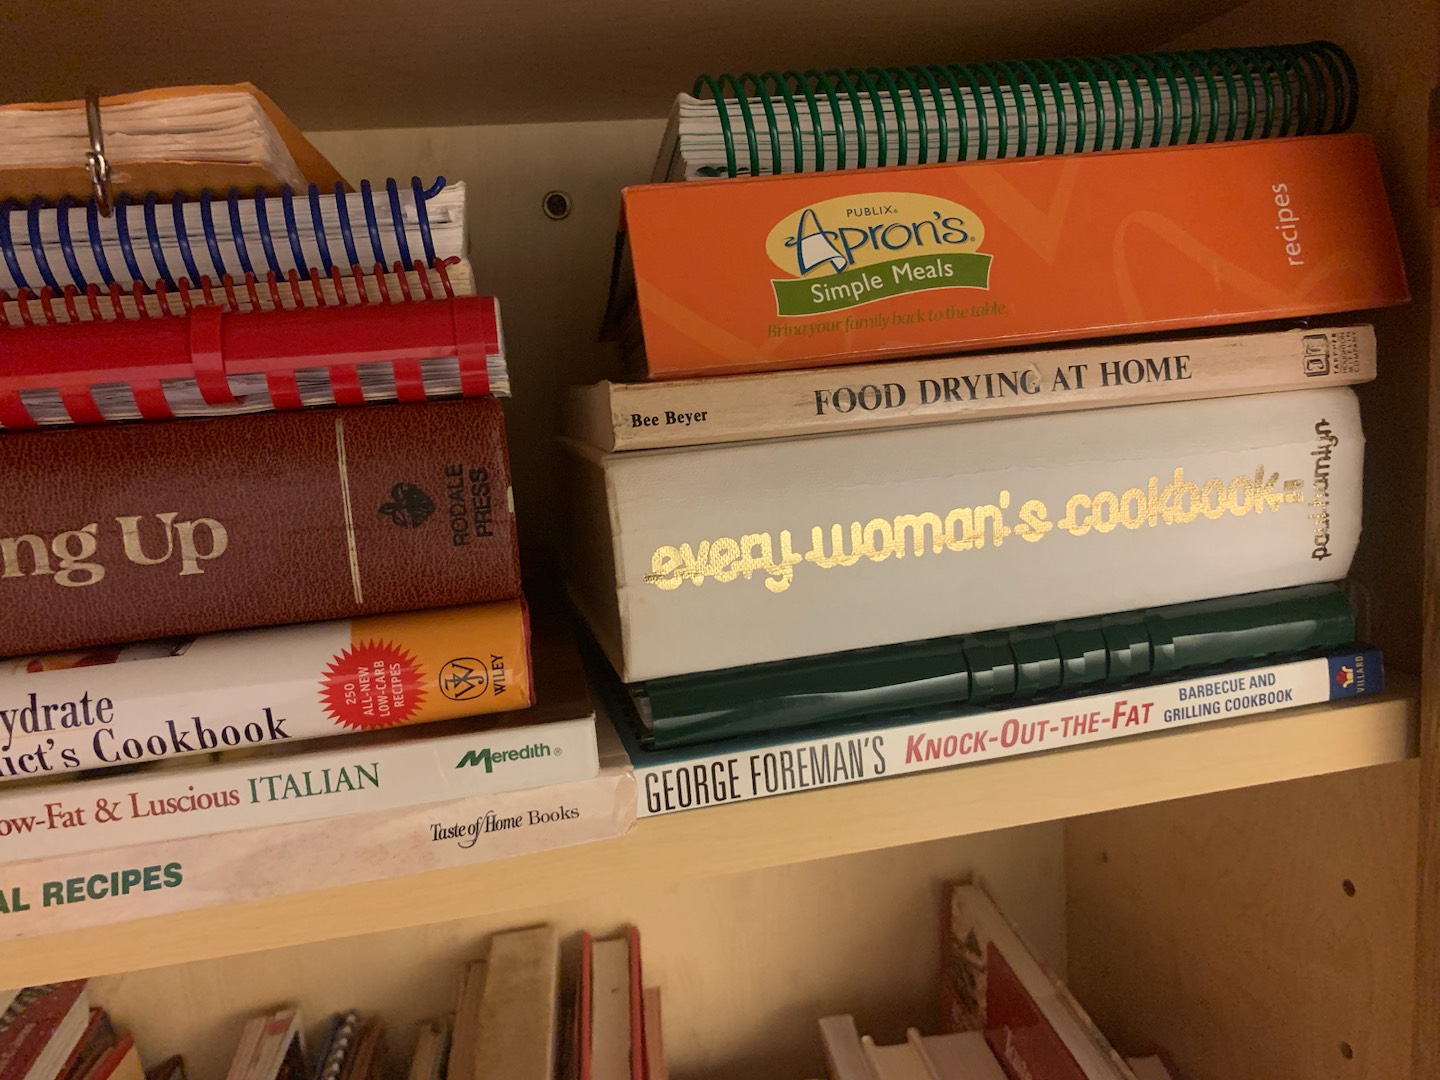 ng Up
RODALE
PRESS
ydrate
ict's Cookbook
250
ALL-NEW
LOW-CARB
RECIPES
WILEY
ow-Fat & Luscious ITALIAN
Meredith®
AL RECIPES
Taste of Home Books
PUBLIX®
Apron's®
Simple Meals
Bring your family back to the table.
recipes
Bee Beyer
FOOD DRYING AT HOME
every woman's cookbook
paul hamlyn
GEORGE FOREMAN'S
KNOCK-OUT-THE-FAT
BARBECUE AND
GRILLING COOKBOOK
VILLARD